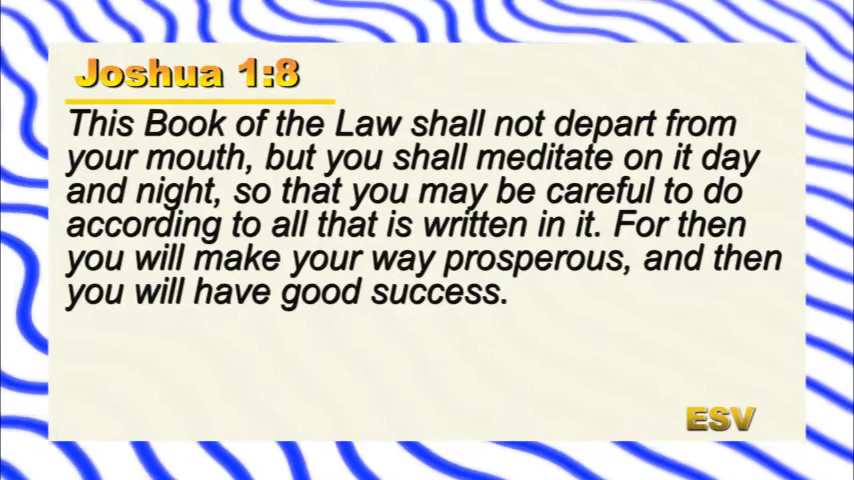 Joshua 1:8
This Book of the Law shall not depart from
your mouth, but you shall meditate on it day
and night, so that you may be careful to do
according to all that is written in it. For then
you will make your way prosperous, and then
you will have good success.
ESV